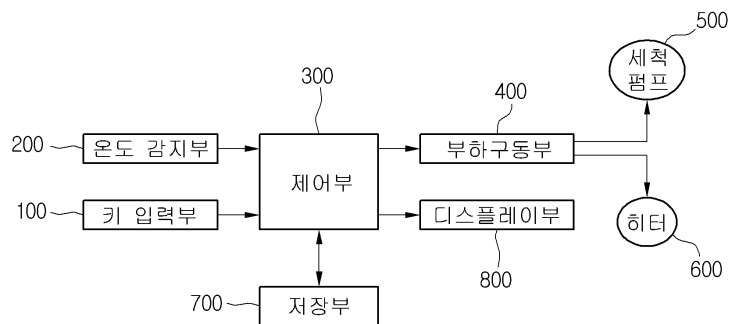 500
세척
펌프
300
400
200
온도 감지부
부하구동부
제어부
100
키 입력부
디스플레이부
히터
800
600
700
저장부